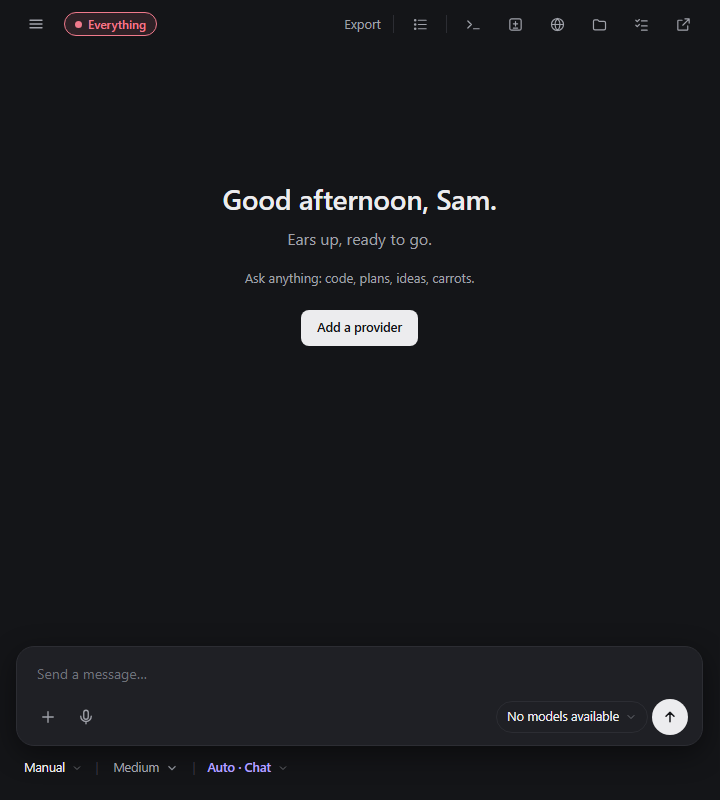 Everything
Export
Good afternoon, Sam.
Ears up, ready to go.
Ask anything: code, plans, ideas, carrots.
Add a provider
Send a message...
No models available
Manual
Medium
Auto · Chat